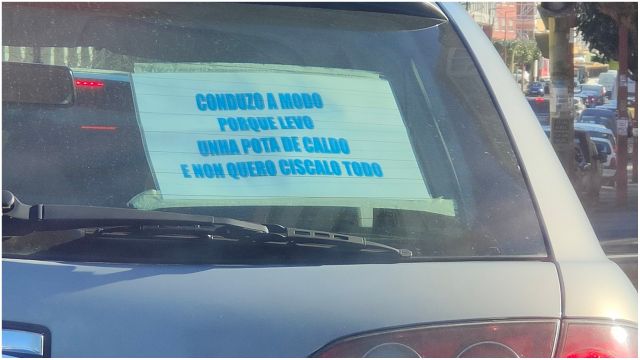 CONDUZO A MODO
PORQUE LEVO
UNHA POTA DE CALDO
E NON QUERO CISCALO TODO